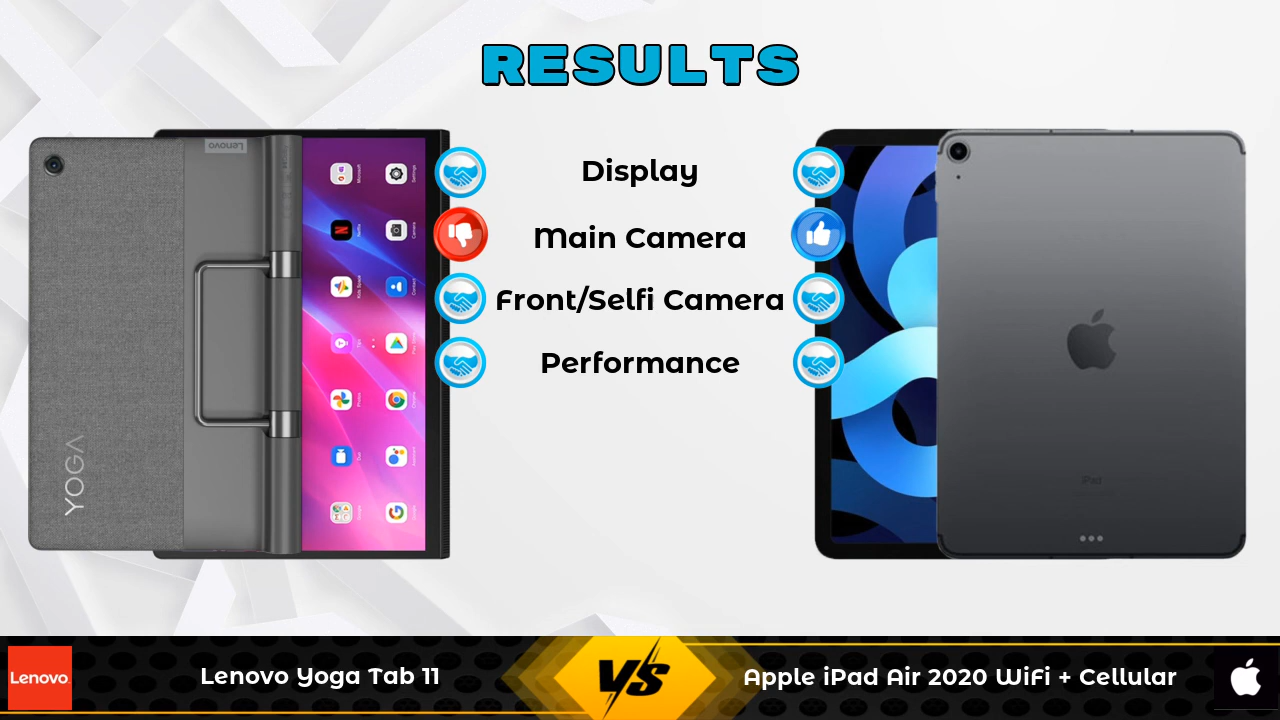 RESULTS
Lenovo
Display
Main Camera
Front/Selfi Camera
Performance
YOGA
iPad
Lenovo
Lenovo Yoga Tab 11
VS
Apple iPad Air 2020 WiFi + Cellular